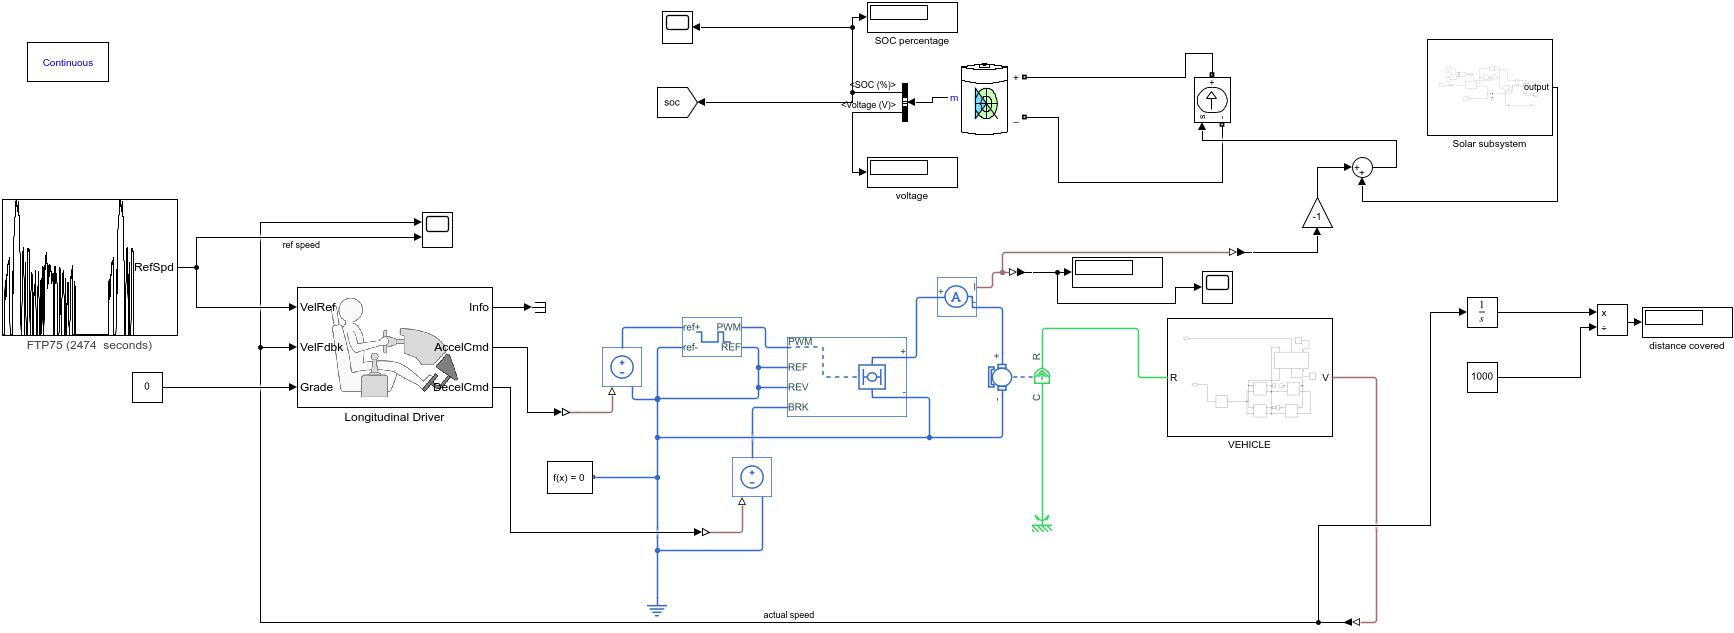 SOC percentage
Continuous
<SOC (%)>
soc
<Voltage (V)>
m
+
_
+
s
-
output
Solar subsystem
voltage
+
+
-1
RefSpd
FTP75 (2474 seconds)
ref speed
VelRef
Info
VelFdbk
AccelCmd
Grade
DecelCmd
Longitudinal Driver
0
ref+
PWM
ref-
REF
PWM
REF
REV
BRK
+
-
+
A
I
-
+
-
R
C
f(x) = 0
R
V
VEHICLE
1
s
x
÷
distance covered
1000
actual speed